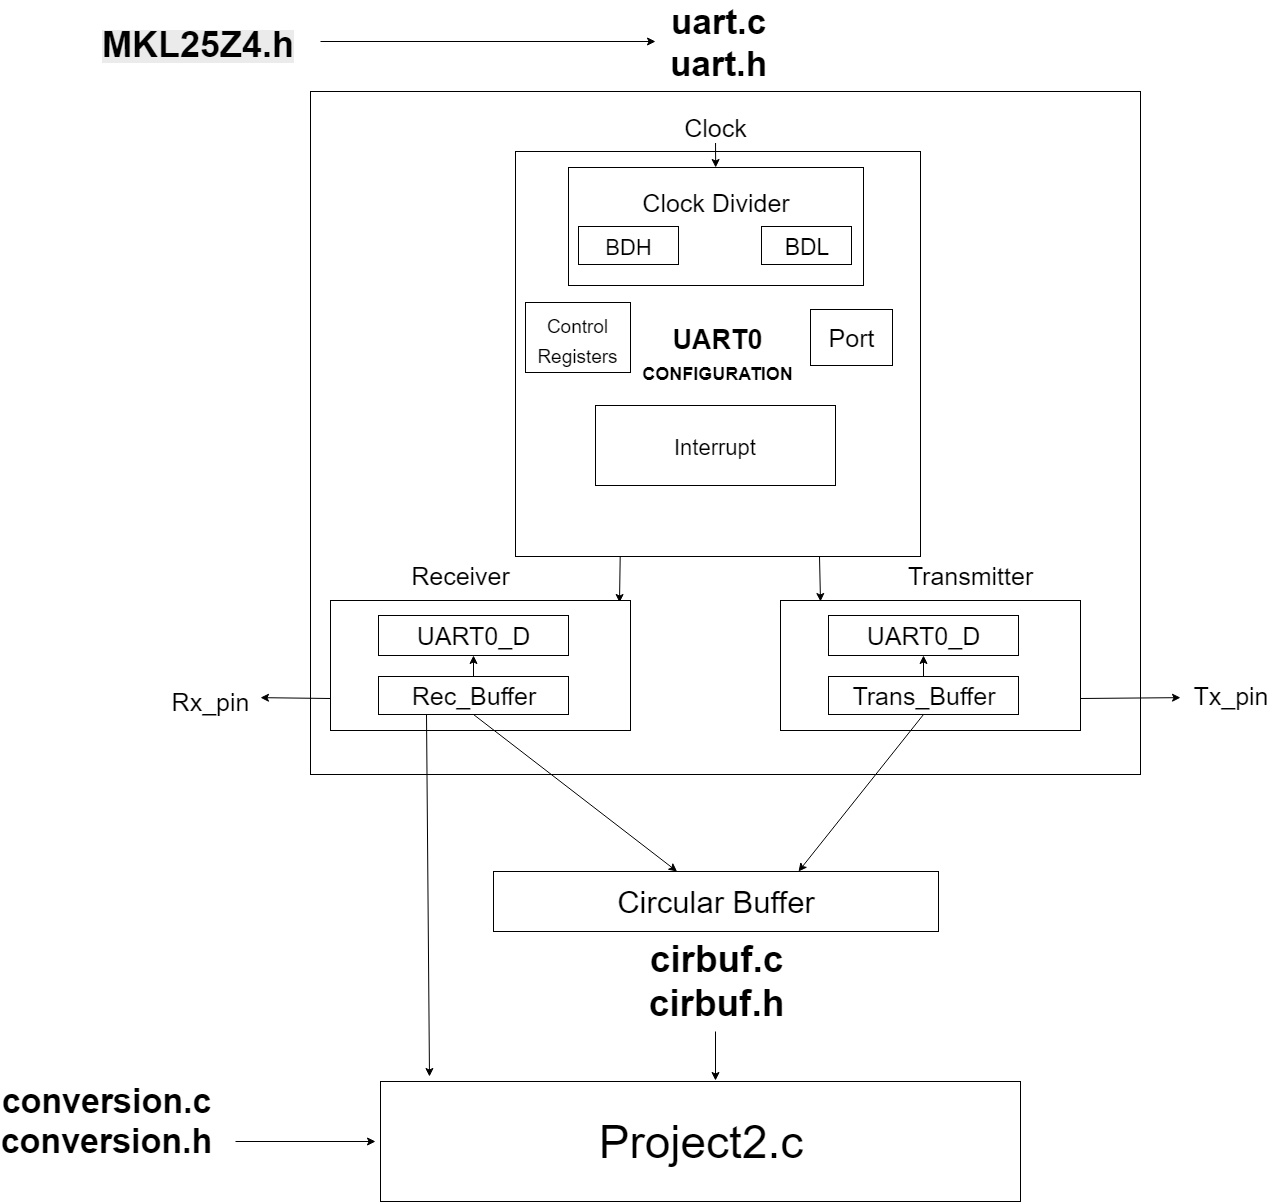 MKL25Z4.h
uart.c
uart.h
Clock
Clock Divider
BDH
BDL
Control
Registers
UART0
CONFIGURATION
Port
Interrupt
Receiver
Transmitter
UART0_D
UART0_D
Rec_Buffer
Trans_Buffer
Rx_pin
Tx_pin
Circular Buffer
cirbuf.c
cirbuf.h
conversion.c
conversion.h
Project2.c